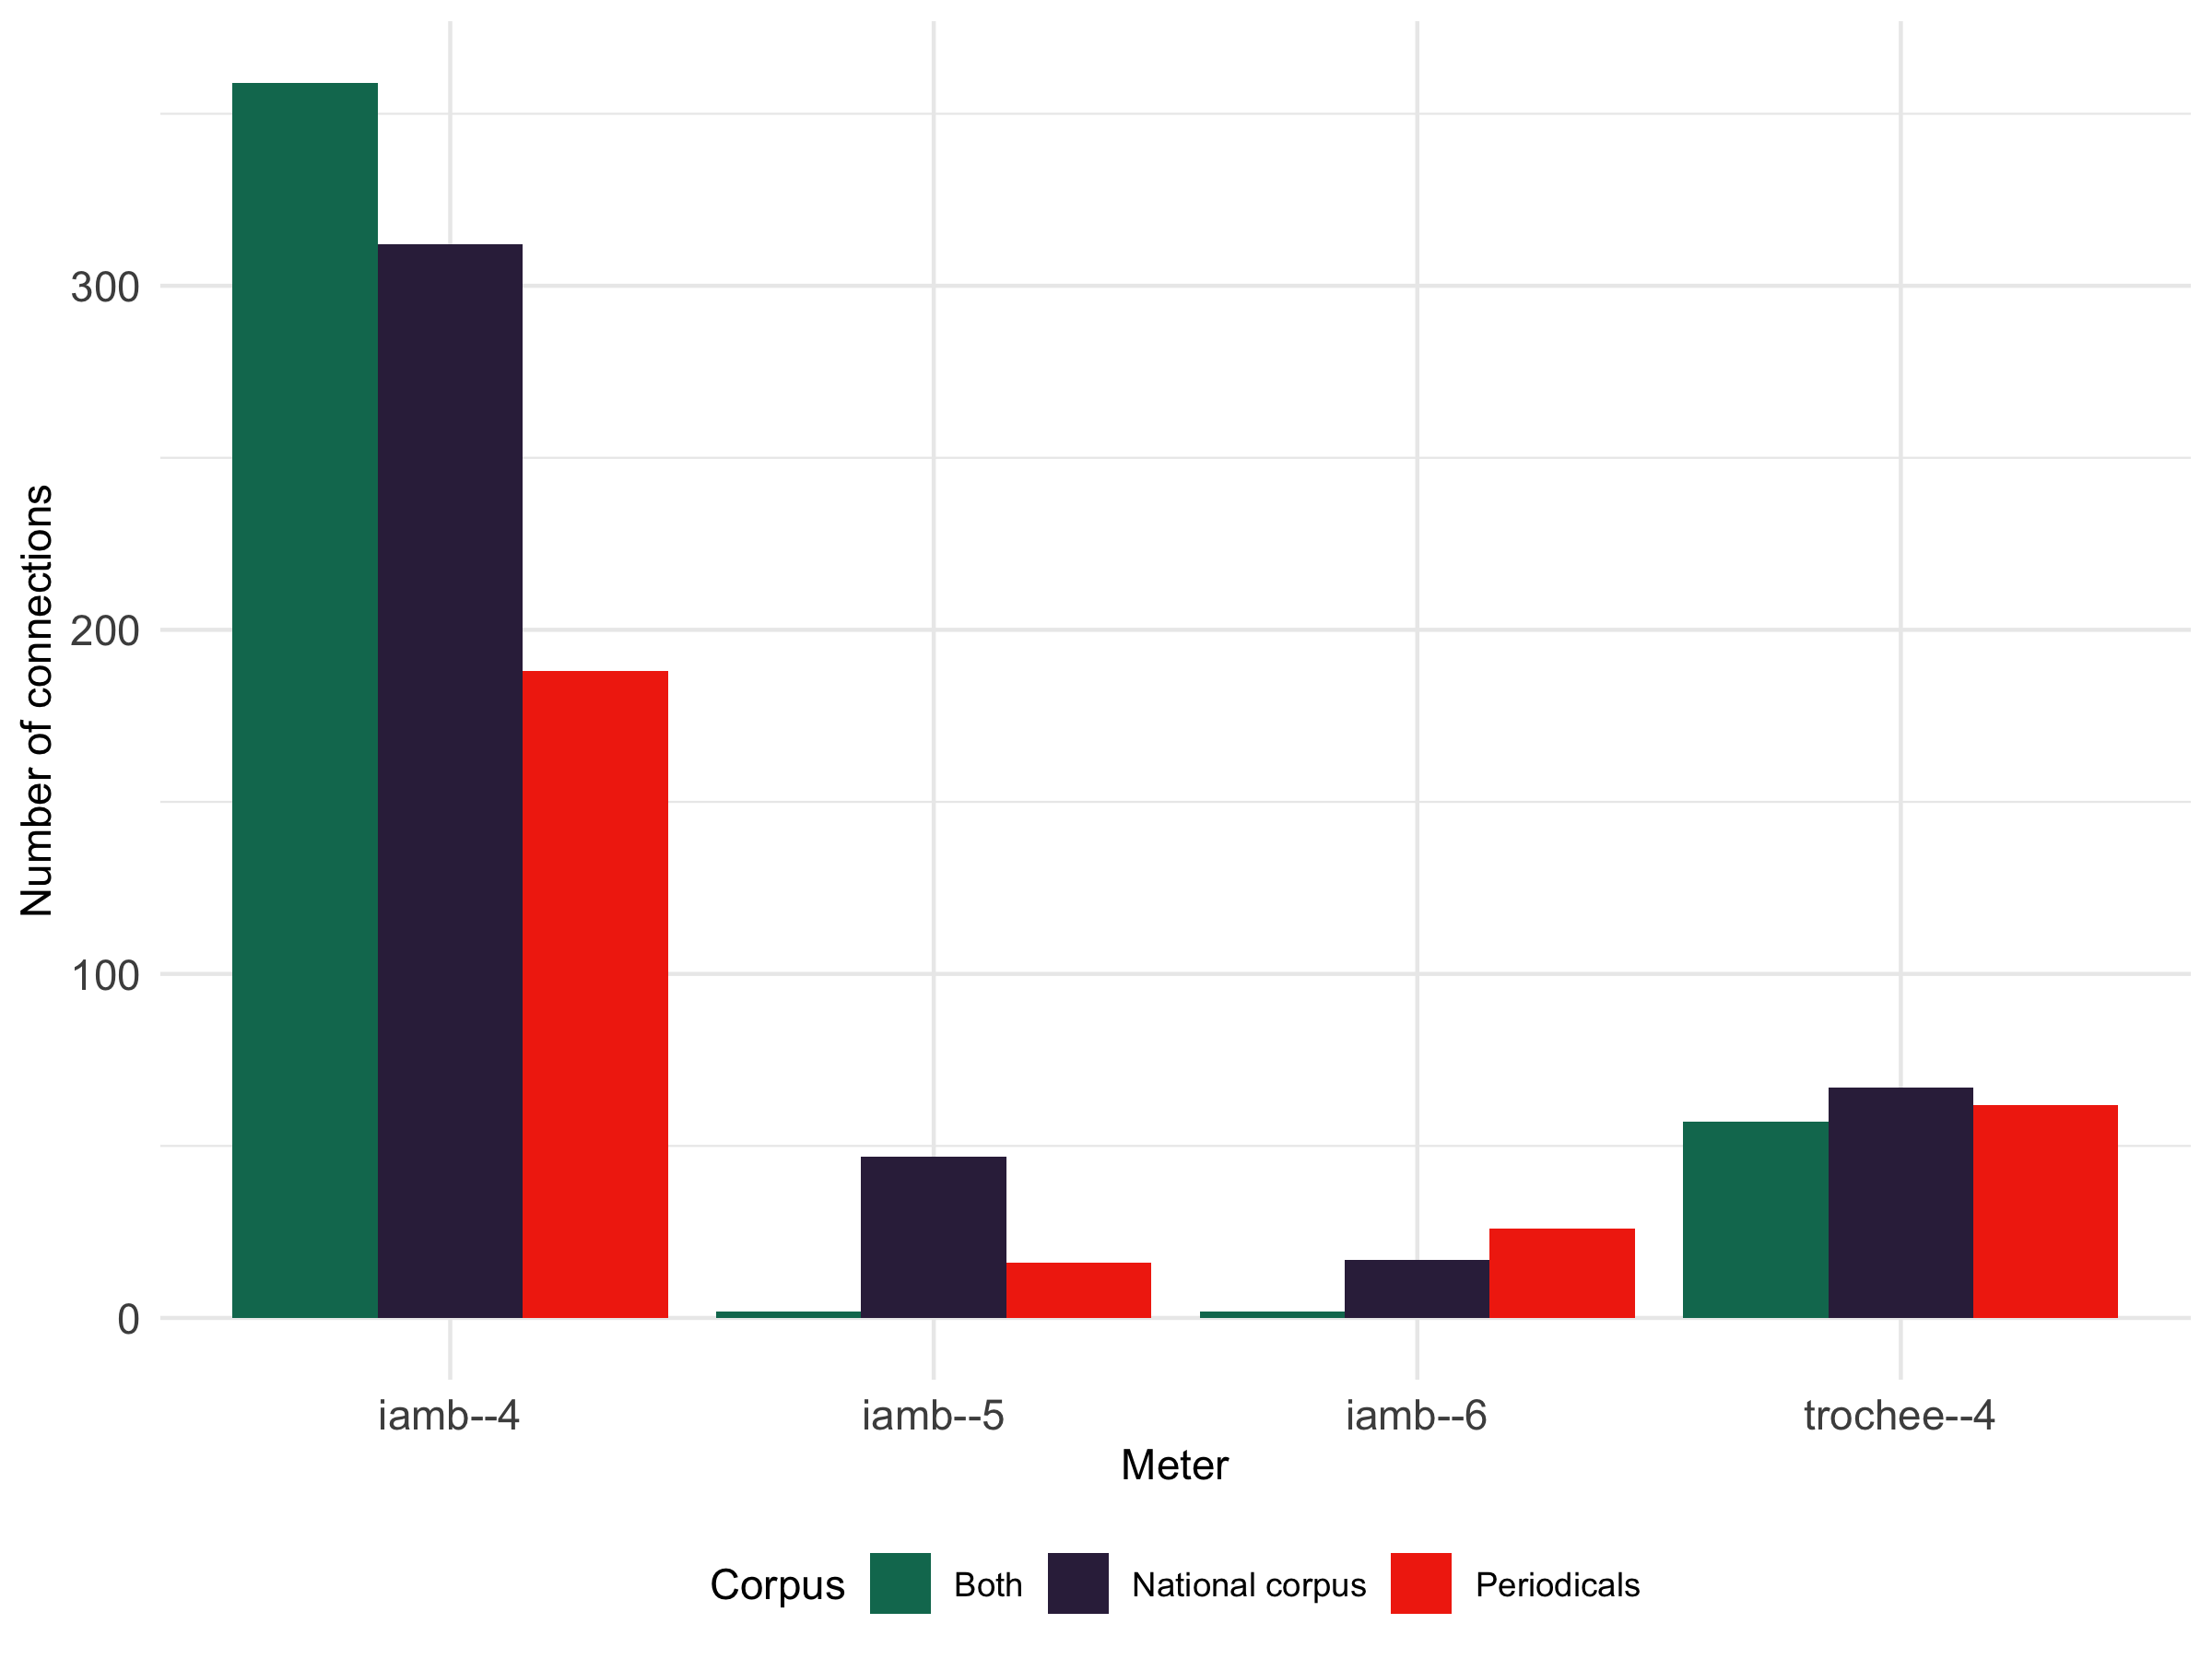 Number of connections
300
200
100
0
iamb--4 iamb--5 iamb--6 trochee--4
Meter
Corpus Both National corpus Periodicals